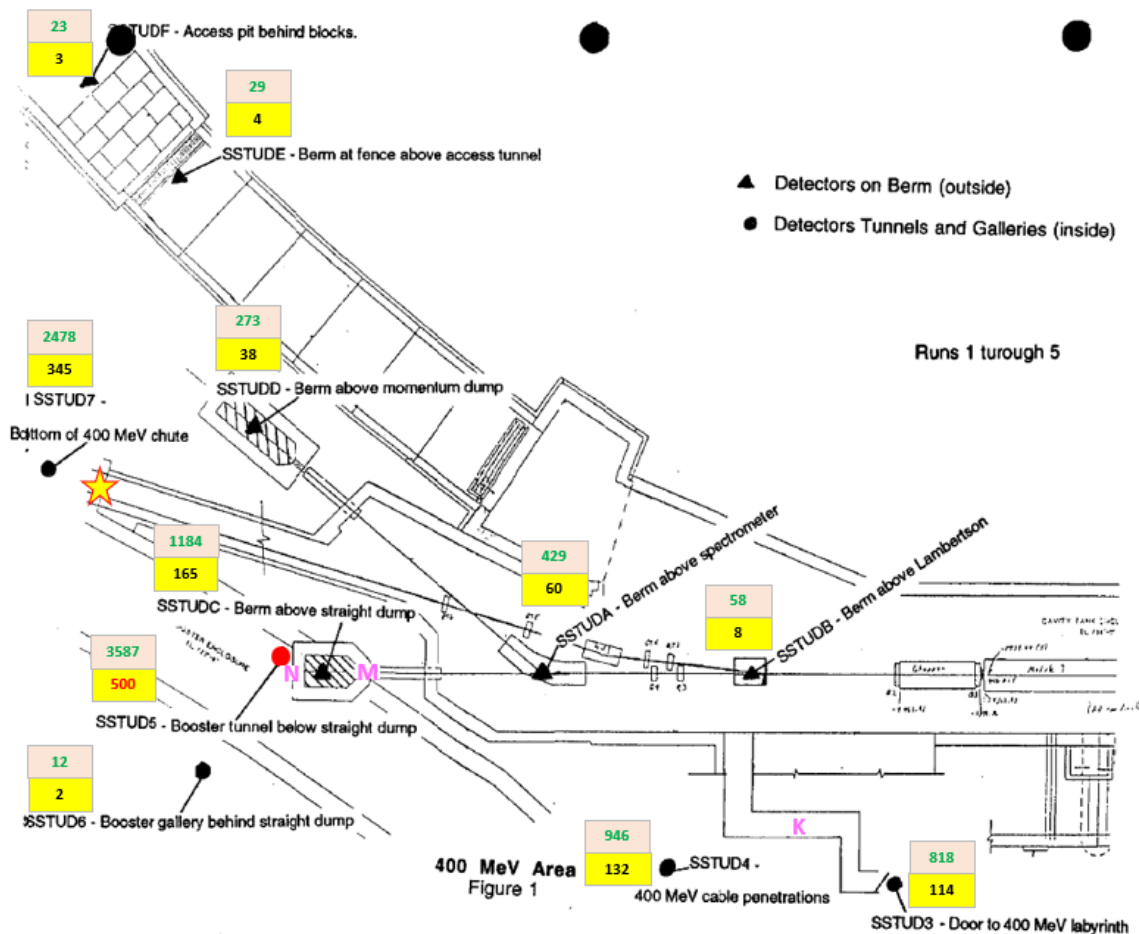 23
3
SSTUDF - Access pit behind blocks.
29
4
SSTUDE - Berm at fence above access tunnel
Detectors on Berm (outside)
Detectors Tunnels and Galleries (inside)
Runs 1 turough 5
273
38
SSTUDD - Berm above momentum dump
2478
345
SSTUD7 -
Bottom of 400 MeV chute
1184
165
SSTUDC - Berm above straight dump
429
60
SSTUDA - Berm above spectrometer
58
8
SSTUDB - Berm above Lambertson
3587
500
N
M
SSTUD5 - Booster tunnel below straight dump
12
2
SSTUD6 - Booster gallery behind straight dump
K
400 MeV Area
Figure 1
946
132
SSTUD4 -
400 MeV cable penetrations
818
114
SSTUD3 - Door to 400 MeV labyrinth